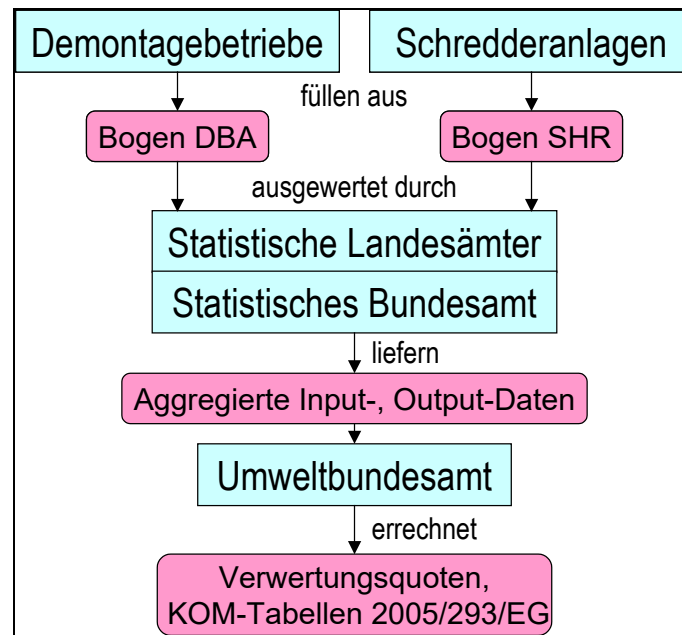 Demontagebetriebe
Schredderanlagen
füllen aus
Bogen DBA
Bogen SHR
ausgewertet durch
Statistische Landesämter
Statistisches Bundesamt
liefern
Aggregierte Input-, Output-Daten
Umweltbundesamt
errechnet
Verwertungsquoten,
KOM-Tabellen 2005/293/EG